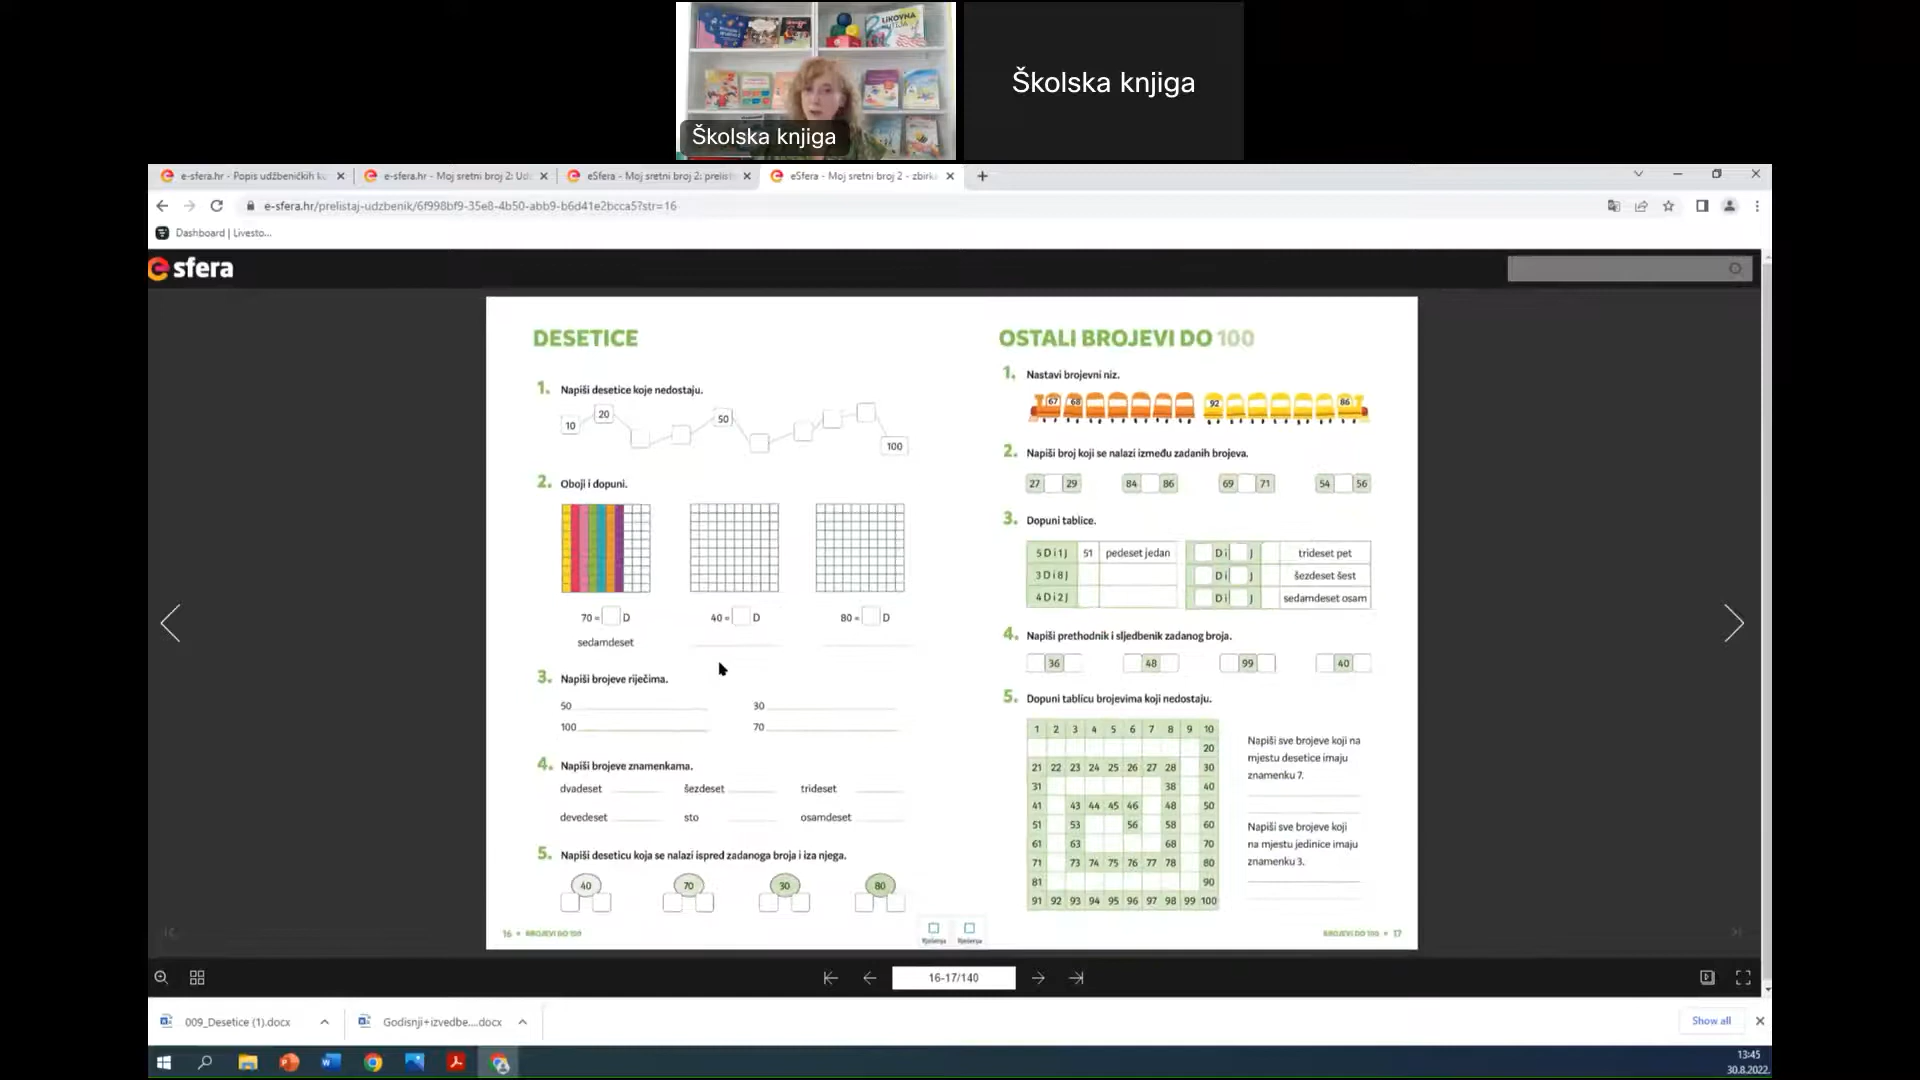 LIKOVNA
Školska knjiga
Školska knjiga
e-sfera.hr - Popis udžbeničkih
e-sfera.hr - Moj sretni broj 2: Ud
eSfera - Moj sretni broj 2: prelist
eSfera - Moj sretni broj 2 - zbirk
e-sfera.hr/prelistaj-udzbenik/6f998bf9-35e8-4b50-abb9-b6d41e2bcca5?str=16
Dashboard | Livesto...
e sfera
DESETICE
1. Napiši desetice koje nedostaju.
10 20 50 100
2. Oboji i dopuni.
70 = D 40 = D 80 = D
sedamdeset
3. Napiši brojeve riječima.
50 30
100 70
4. Napiši brojeve znamenkama.
dvadeset šezdeset trideset
devedeset sto osamdeset
5. Napiši deseticu koja se nalazi ispred zadanoga broja i iza njega.
40 70 30 80
16 • BROJEVI DO 100
OSTALI BROJEVI DO 100
1. Nastavi brojevni niz.
67 68 92 86
2. Napiši broj koji se nalazi između zadanih brojeva.
27 29 84 86 69 71 54 56
3. Dopuni tablice.
5 D i 1 J 51 pedeset jedan D i J trideset pet
3 D i 8 J D i J šezdeset šest
4 D i 2 J D i J sedamdeset osam
4. Napiši prethodnik i sljedbenik zadanog broja.
36 48 99 40
5. Dopuni tablicu brojevima koji nedostaju.
1 2 3 4 5 6 7 8 9 10
20
21 22 23 24 25 26 27 28 30
31 38 40
41 43 44 45 46 48 50
51 53 56 58 60
61 63 68 70
71 73 74 75 76 77 78 80
81 90
91 92 93 94 95 96 97 98 99 100
Napiši sve brojeve koji na
mjestu desetice imaju
znamenku 7.
Napiši sve brojeve koji
na mjestu jedinice imaju
znamenku 3.
Rješenja Rješenja
BROJEVI DO 100 • 17
16-17/140
009_Desetice (1).docx
Godisnji+izvedbe....docx
Show all
13:45
30.8.2022.